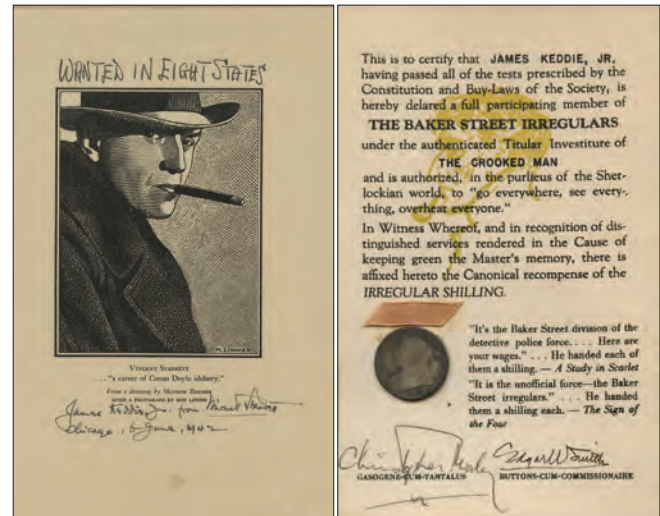 WANTED IN EIGHT STATES
VINCENT STARRETT
. . . "a career of Conan Doyle idolatry."
From a drawing by Matthew Zimmer
AFTER A PHOTOGRAPH BY BOB LOVING
James Keddie Jr. from Vincent Starrett
Chicago, 5 June, 1942
This is to certify that JAMES KEDDIE, JR.
having passed all of the tests prescribed by the
Constitution and Buy-Laws of the Society, is
hereby delared a full participating member of
THE BAKER STREET IRREGULARS
under the authenticated Titular Investiture of
THE CROOKED MAN
and is authorized, in the purlieus of the Sher-
lockian world, to "go everywhere, see every-
thing, overhear everyone."
In Witness Whereof, and in recognition of dis-
tinguished services rendered in the Cause of
keeping green the Master's memory, there is
affixed hereto the Canonical recompense of the
IRREGULAR SHILLING.
"It's the Baker Street division of the
detective police force. . . . Here are
your wages." . . . He handed each of
them a shilling. — A Study in Scarlet
"It is the unofficial force—the Baker
Street irregulars." . . . He handed
them a shilling each. — The Sign of
the Four
Christopher Morley
Edgar W Smith
GASOGENE-CUM-TANTALUS
BUTTONS-CUM-COMMISSIONAIRE